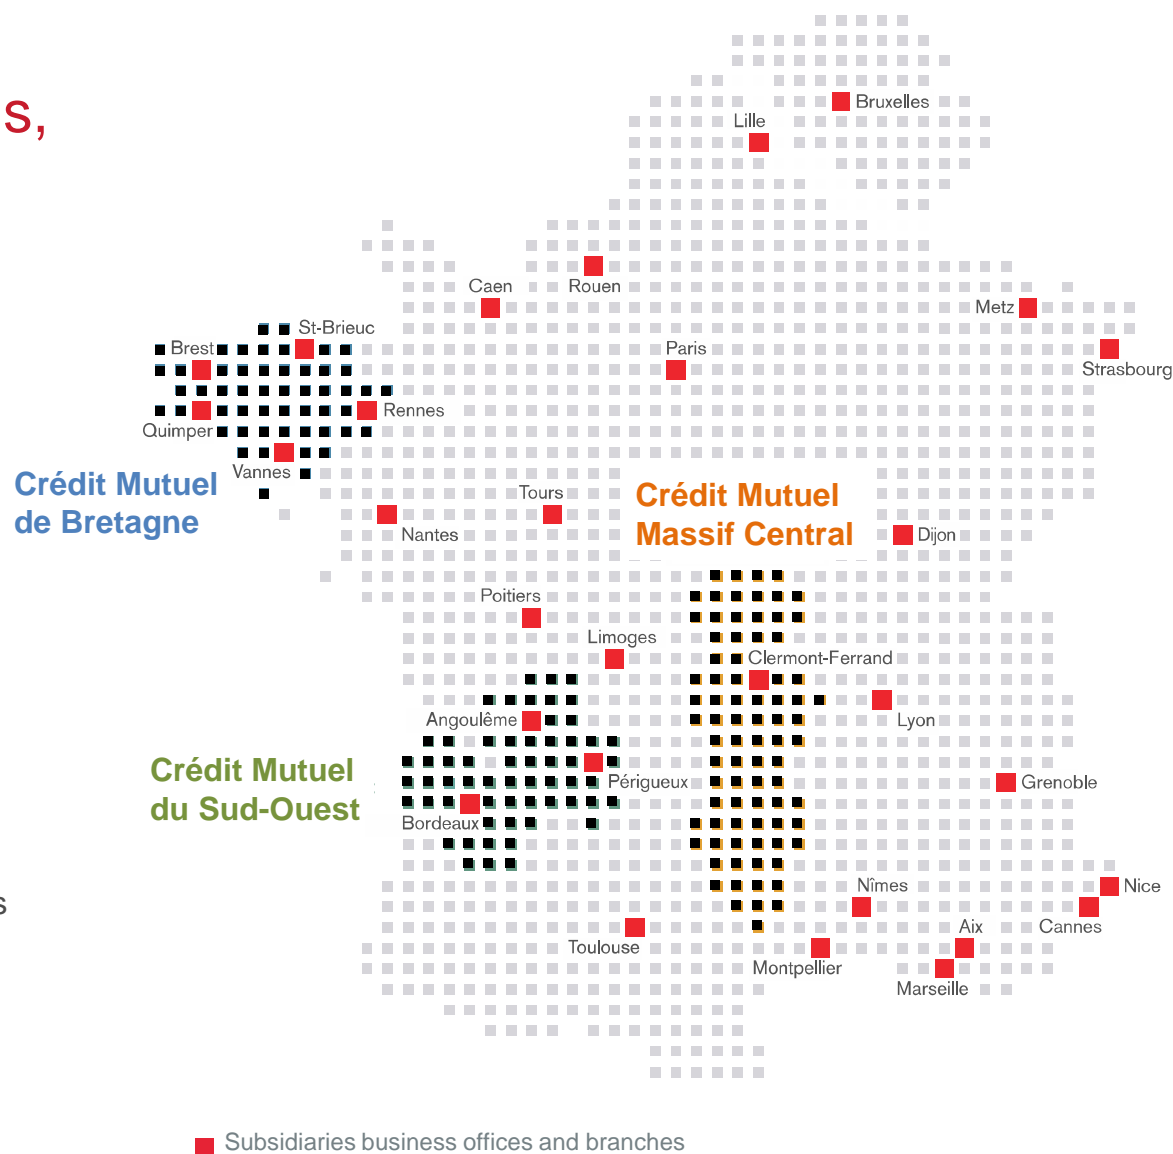 Bruxelles
s,
Lille
Caen
Rouen
Metz
St-Brieuc
Brest
Paris
Strasbourg
Rennes
Quimper
Vannes
Crédit Mutuel
de Bretagne
Tours
Crédit Mutuel
Massif Central
Nantes
Dijon
Poitiers
Limoges
Clermont-Ferrand
Angoulême
Lyon
Crédit Mutuel
du Sud-Ouest
Périgueux
Grenoble
Bordeaux
Nîmes
Nice
s
Aix
Cannes
Toulouse
Montpellier
Marseille
Subsidiaries business offices and branches